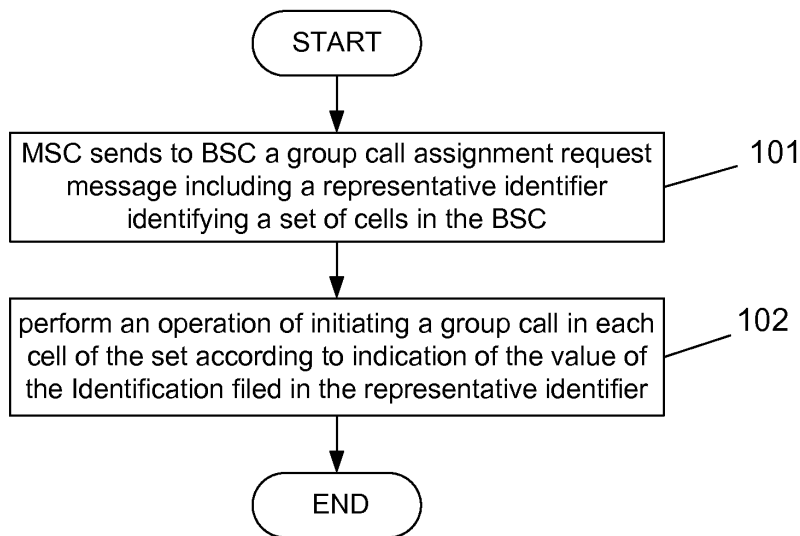 START
MSC sends to BSC a group call assignment request
message including a representative identifier
identifying a set of cells in the BSC
101
perform an operation of initiating a group call in each
cell of the set according to indication of the value of
the Identification filed in the representative identifier
102
END